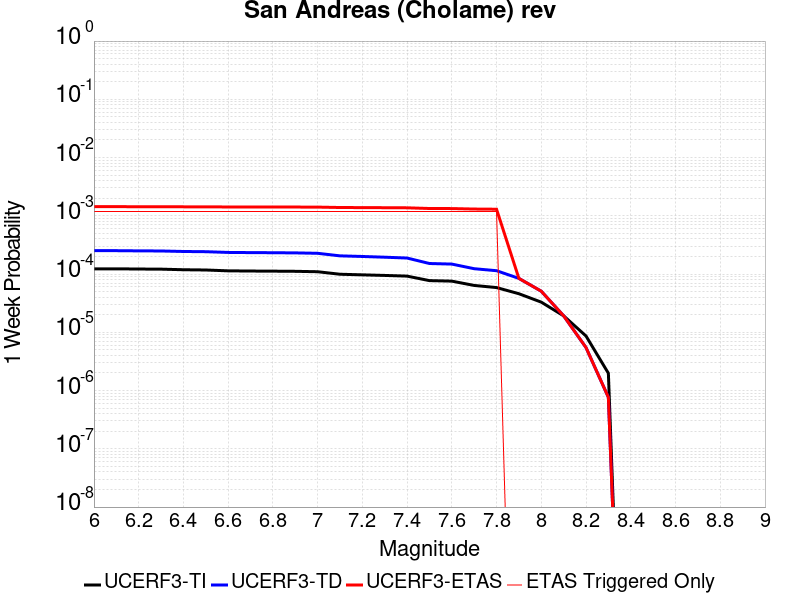 San Andreas (Cholame) rev
10^0
10^-1
10^-2
10^-3
10^-4
10^-5
10^-6
10^-7
10^-8
1 Week Probability
6 6.2 6.4 6.6 6.8 7 7.2 7.4 7.6 7.8 8 8.2 8.4 8.6 8.8 9
Magnitude
UCERF3-TI UCERF3-TD UCERF3-ETAS ETAS Triggered Only